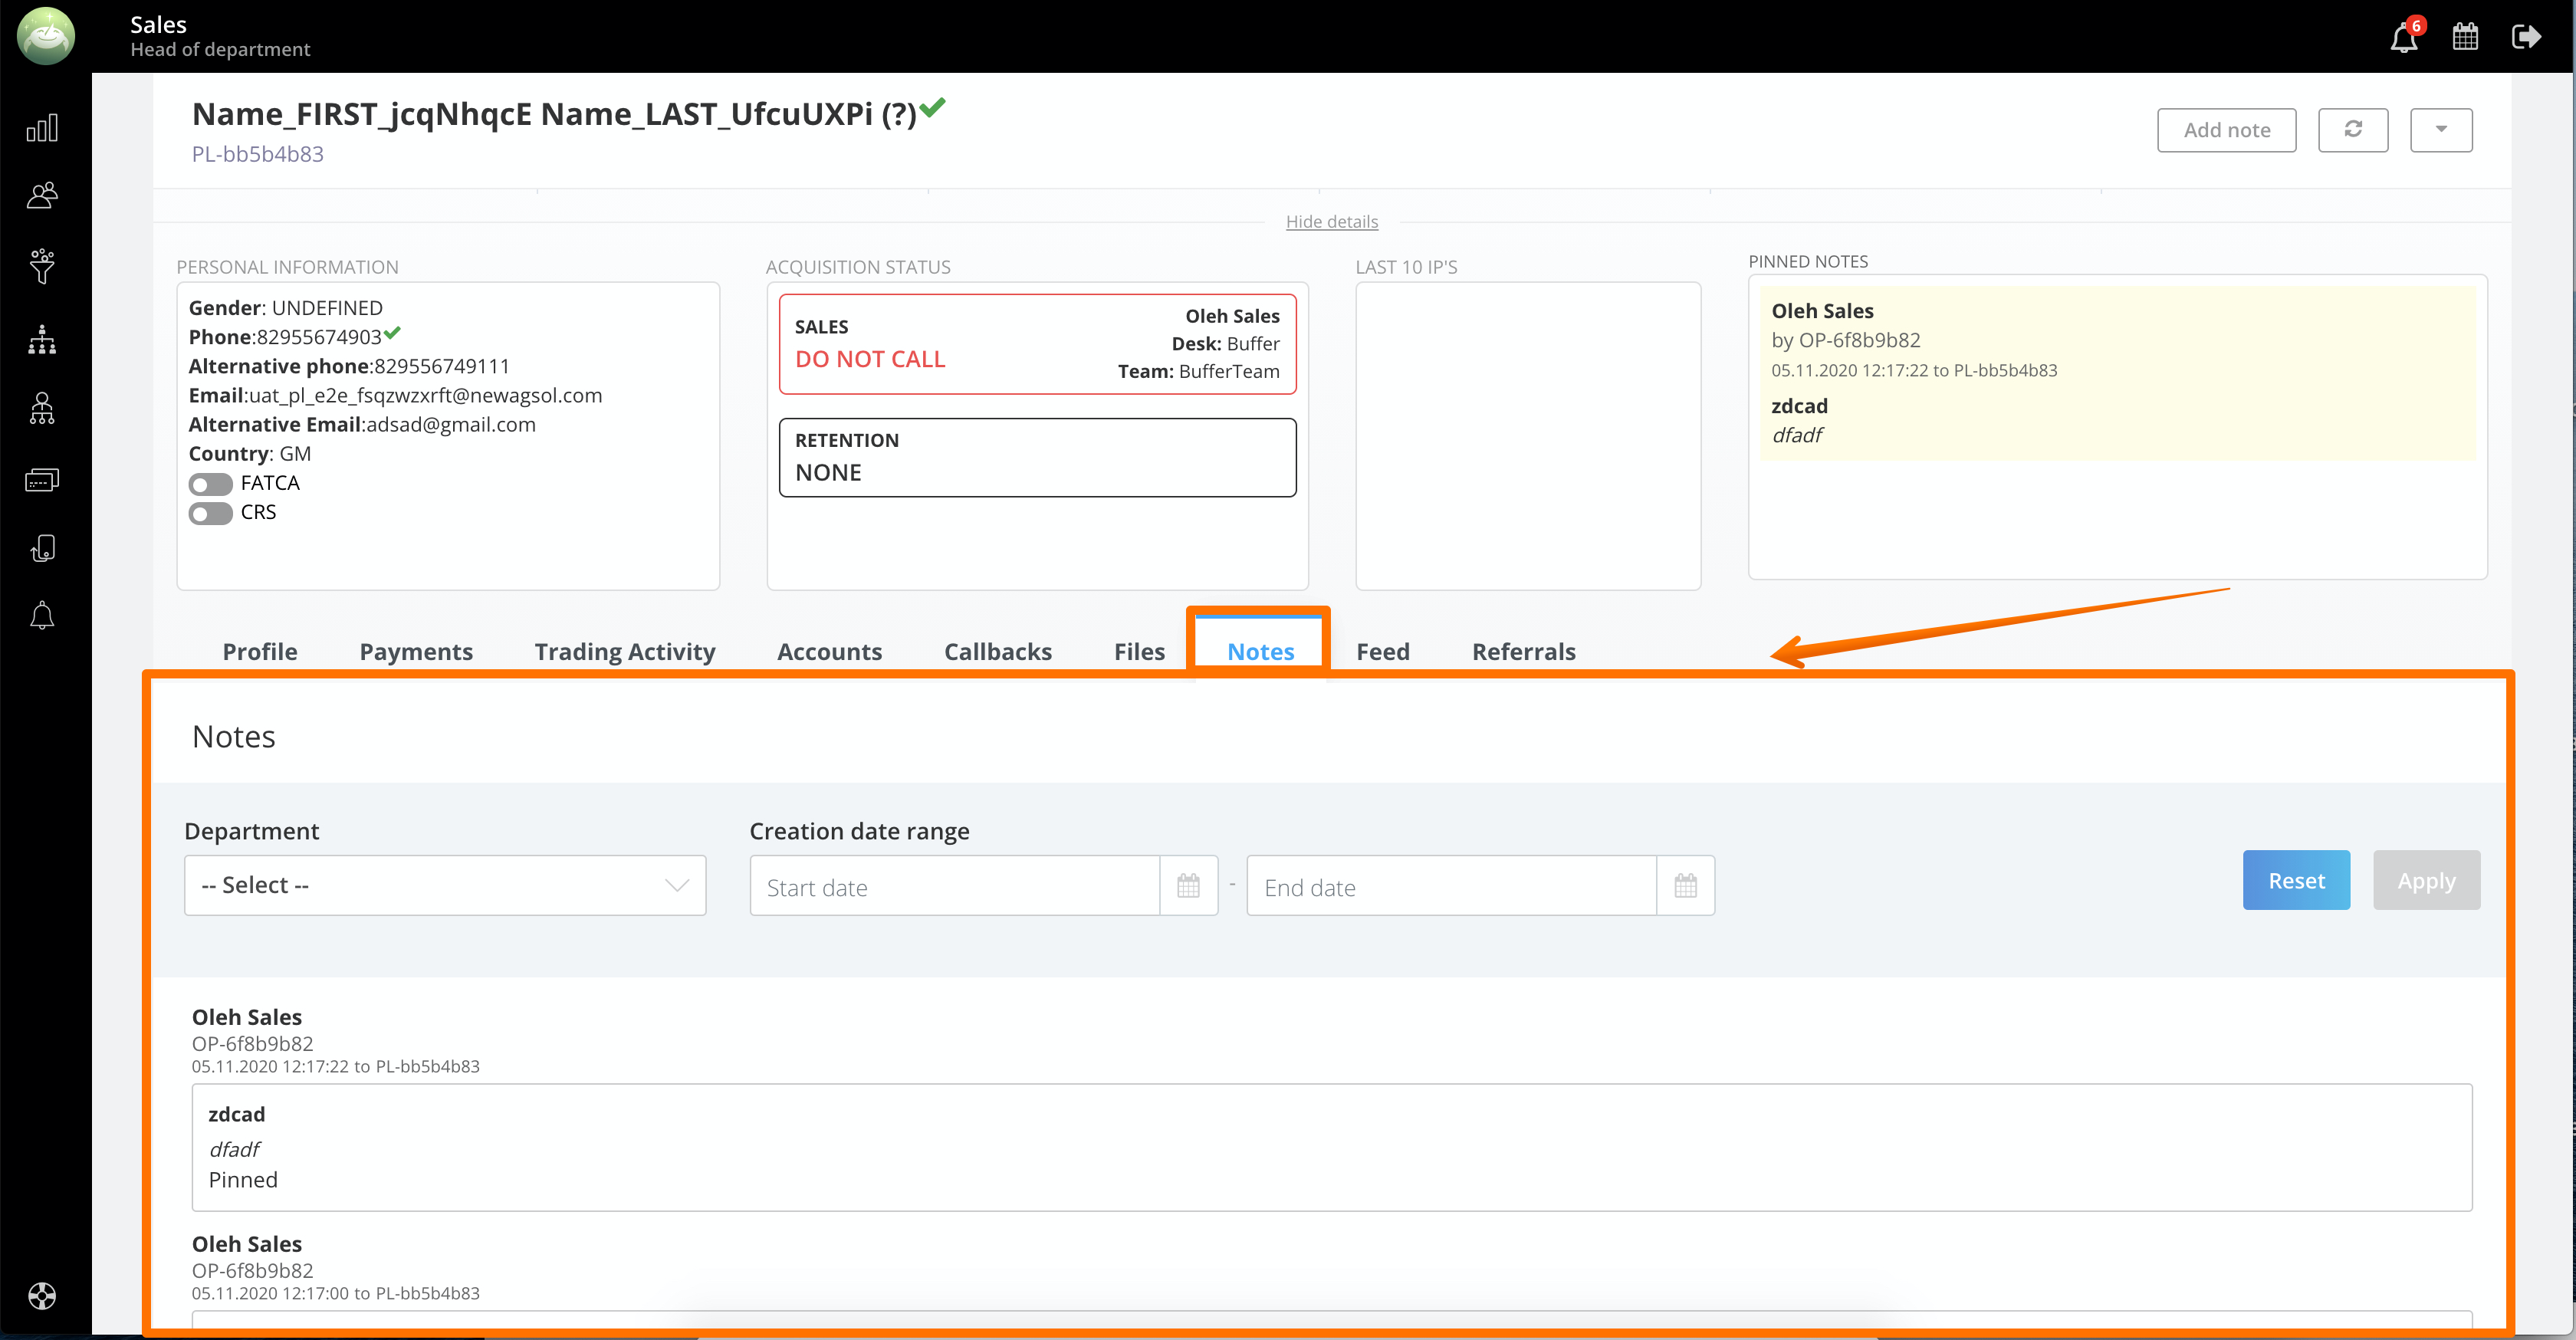 Sales
Head of department
6
Name_FIRST_jcqNhqcE Name_LAST_UfcuUXPi (?)
PL-bb5b4b83
Add note
Hide details
PERSONAL INFORMATION
Gender: UNDEFINED
Phone:82955674903
Alternative phone:829556749111
Email:uat_pl_e2e_fsqzwzxrft@newagsol.com
Alternative Email:adsad@gmail.com
Country: GM
FATCA
CRS
ACQUISITION STATUS
SALES
DO NOT CALL
Oleh Sales
Desk: Buffer
Team: BufferTeam
RETENTION
NONE
LAST 10 IP'S
PINNED NOTES
Oleh Sales
by OP-6f8b9b82
05.11.2020 12:17:22 to PL-bb5b4b83
zdcad
dfadf
Profile Payments Trading Activity Accounts Callbacks Files Notes Feed Referrals
Notes
Department
-- Select --
Creation date range
Start date - End date
Reset
Apply
Oleh Sales
OP-6f8b9b82
05.11.2020 12:17:22 to PL-bb5b4b83
zdcad
dfadf
Pinned
Oleh Sales
OP-6f8b9b82
05.11.2020 12:17:00 to PL-bb5b4b83